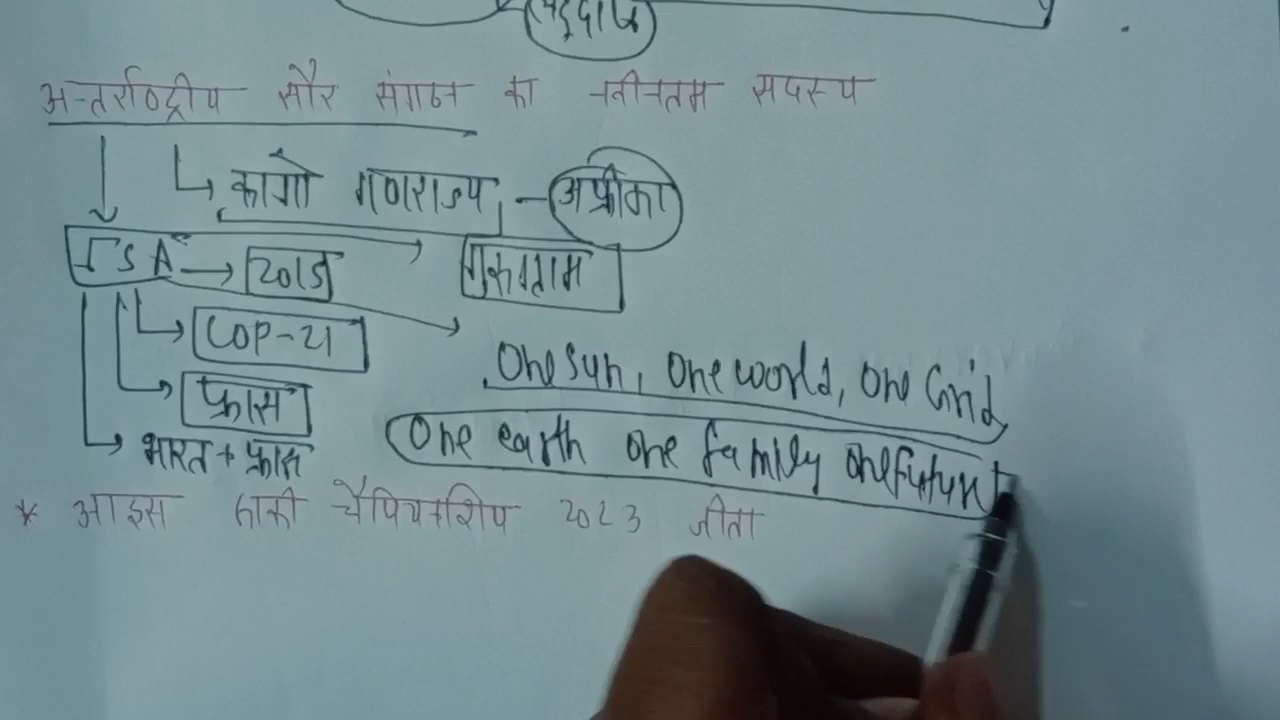 अन्तर्राष्ट्रीय सौर संगठन का नवीनतम सदस्य
कांगो गणराज्य - अफ्रीका
ISA → 2015 गुरुग्राम
COP-21
One Sun, One world, One Grid
फ्रांस
One earth one family one Future
भारत + फ्रांस
* आइस हाकी चैंपियनशिप 2023 जीता